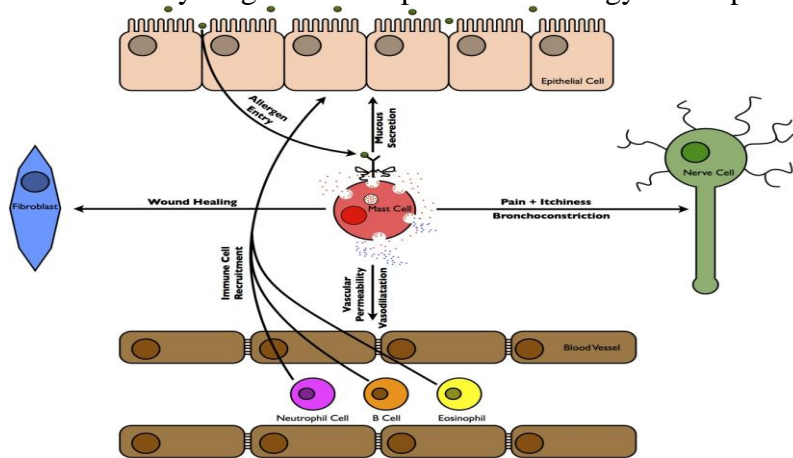 Epithelial Cell
Allergen
Entry
Mucous
Secretion
Nerve Cell
Fibroblast
Wound Healing
Mast Cell
Pain + Itchiness
Bronchoconstriction
Immune Cell
Recruitment
Vascular
Permeability
Vasodilatation
Blood Vessel
Neutrophil Cell
B Cell
Eosinophil